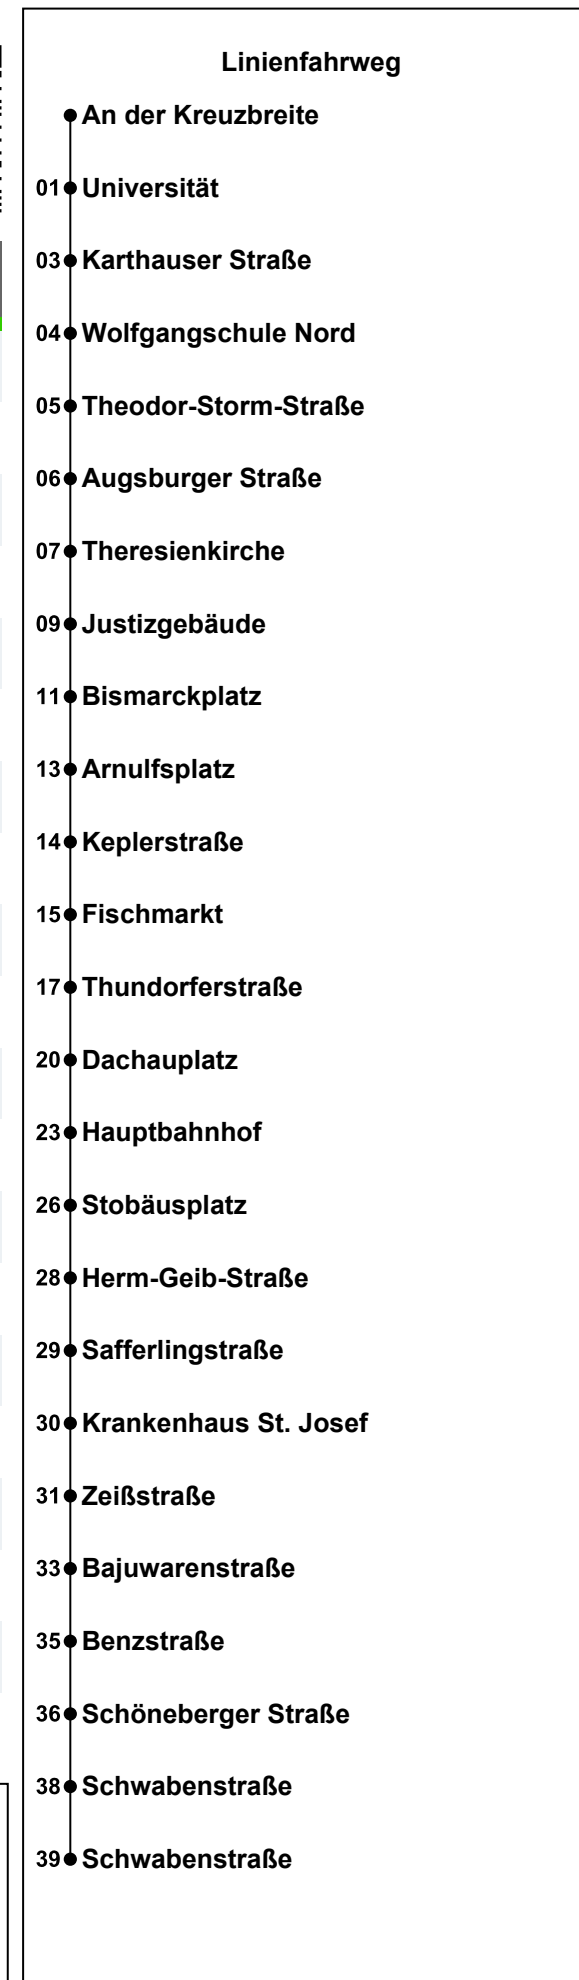 Linienfahrweg
An der Kreuzbreite
01 Universität
03 Karthauser Straße
04 Wolfgangschule Nord
05 Theodor-Storm-Straße
06 Augsburger Straße
07 Theresienkirche
09 Justizgebäude
11 Bismarckplatz
13 Arnulfsplatz
14 Keplerstraße
15 Fischmarkt
17 Thundorferstraße
20 Dachauplatz
23 Hauptbahnhof
26 Stobäusplatz
28 Herm-Geib-Straße
29 Safferlingstraße
30 Krankenhaus St. Josef
31 Zeißstraße
33 Bajuwarenstraße
35 Benzstraße
36 Schöneberger Straße
38 Schwabenstraße
39 Schwabenstraße